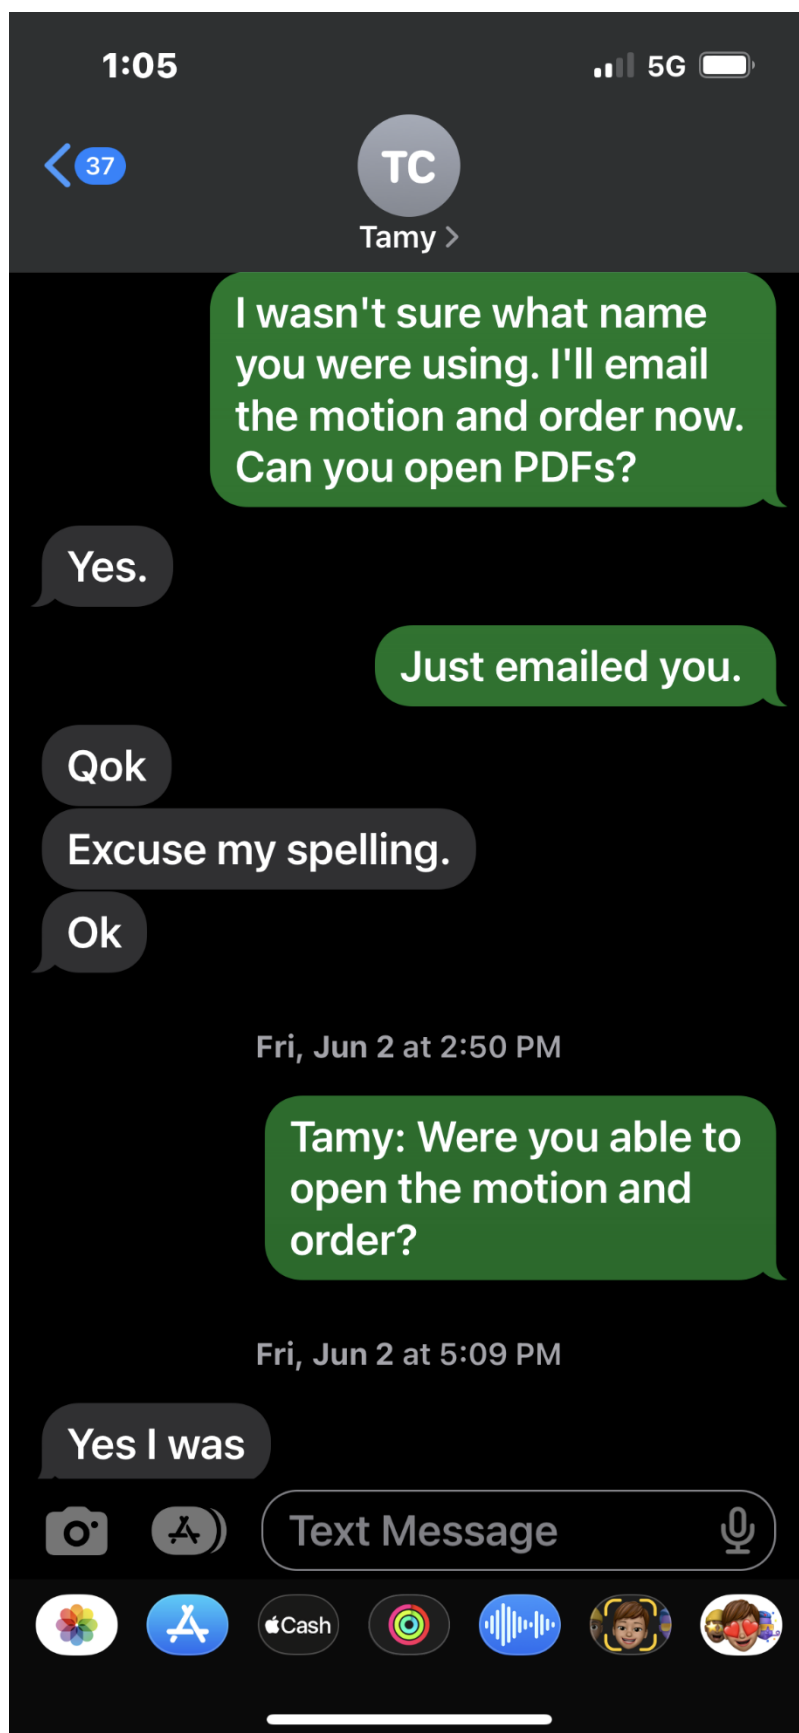 1:05
5G
37
TC
Tamy
I wasn't sure what name
you were using. I'll email
the motion and order now.
Can you open PDFs?
Yes.
Just emailed you.
Qok
Excuse my spelling.
Ok
Fri, Jun 2 at 2:50 PM
Tamy: Were you able to
open the motion and
order?
Fri, Jun 2 at 5:09 PM
Yes I was
Text Message
Cash